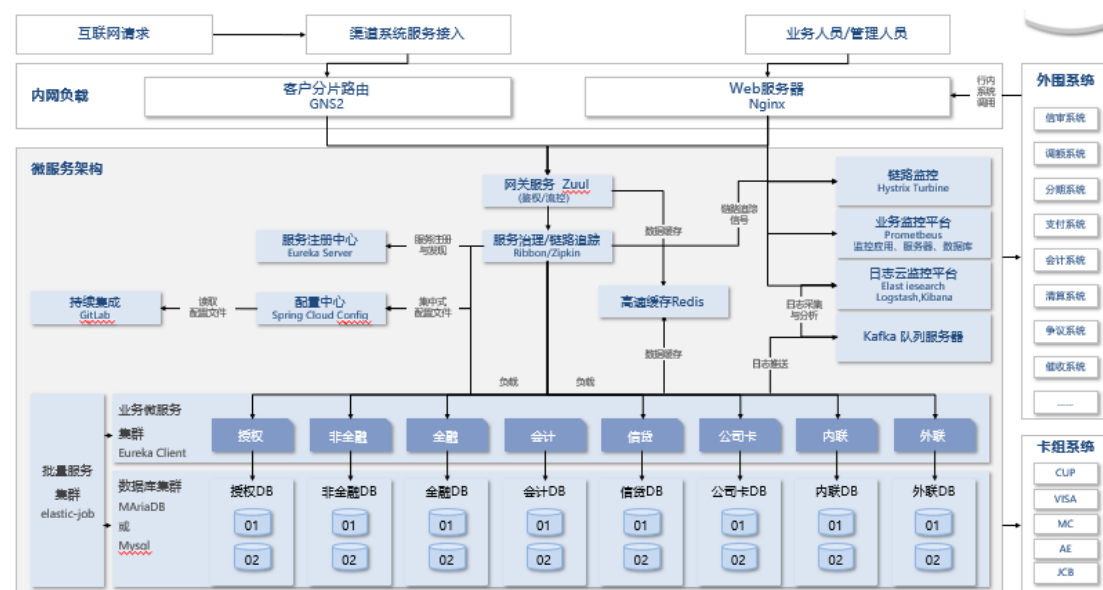 互联网请求
渠道系统服务接入
业务人员/管理人员
内网负载
客户分片路由
GNS2
Web服务器
Nginx
行内
系统
调用
外围系统
信审系统
调额系统
分期系统
支付系统
会计系统
清算系统
争议系统
催收系统
......
微服务架构
网关服务 Zuul
(鉴权/流控)
链路监控
Hystrix Turbine
链路追踪
信号
数据缓存
业务监控平台
Prometbeus
监控应用、服务器、数据库
服务注册中心
Eureka Server
服务注册
与发现
服务治理/链路追踪
Ribbon/Zipkin
日志云监控平台
Elast iesearch
Logstash,Kibana
持续集成
GitLab
读取
配置文件
配置中心
Spring Cloud Config
集中式
配置文件
高速缓存Redis
日志采集
与分析
Kafka 队列服务器
数据缓存
日志推送
负载
负载
批量服务
集群
elastic-job
业务微服务
集群
Eureka Client
授权
非金融
金融
会计
信贷
公司卡
内联
外联
数据库集群
MAriaDB
或
Mysql
授权DB
非金融DB
金融DB
会计DB
信贷DB
公司卡DB
内联DB
外联DB
01
01
01
01
01
01
01
01
02
02
02
02
02
02
02
02
卡组系统
CUP
VISA
MC
AE
JCB